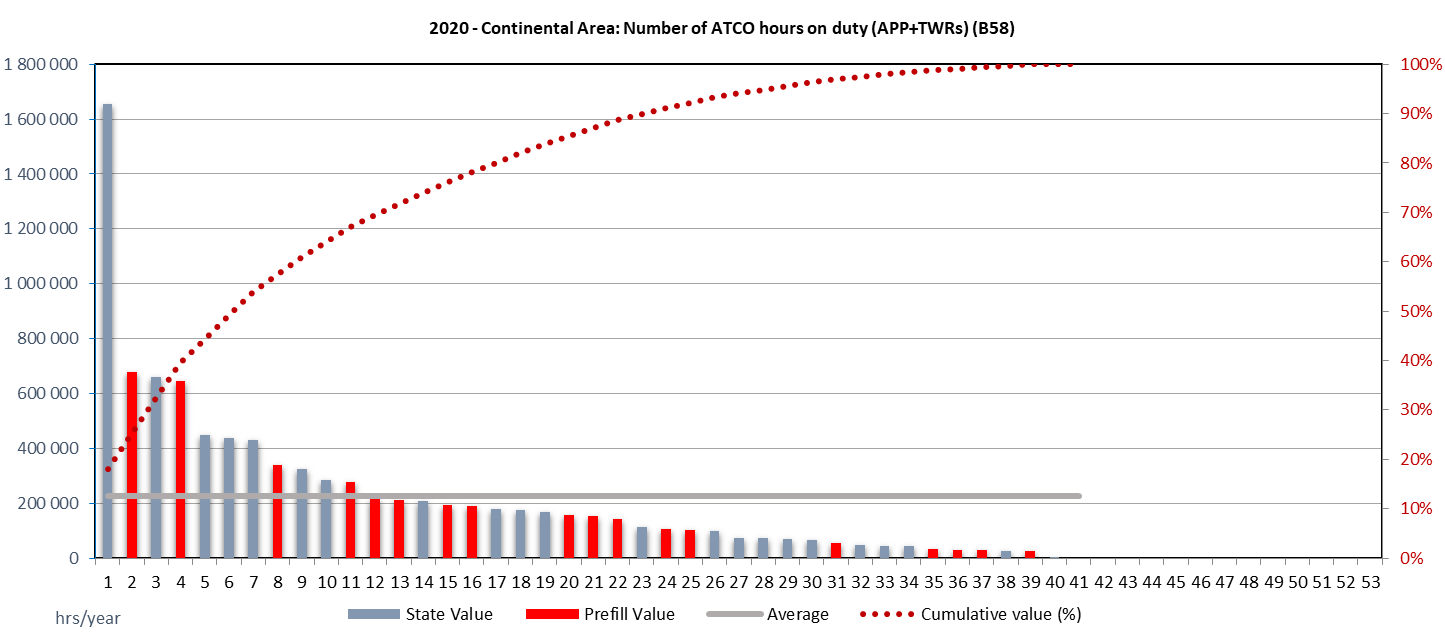 2020 - Continental Area: Number of ATCO hours on duty (APP+TWRs) (B58)
1 800 000
1 600 000
1 400 000
1 200 000
1 000 000
800 000
600 000
400 000
200 000
0
100%
90%
80%
70%
60%
50%
40%
30%
20%
10%
0%
1 2 3 4 5 6 7 8 9 10 11 12 13 14 15 16 17 18 19 20 21 22 23 24 25 26 27 28 29 30 31 32 33 34 35 36 37 38 39 40 41 42 43 44 45 46 47 48 49 50 51 52 53
hrs/year
State Value Prefill Value Average Cumulative value (%)